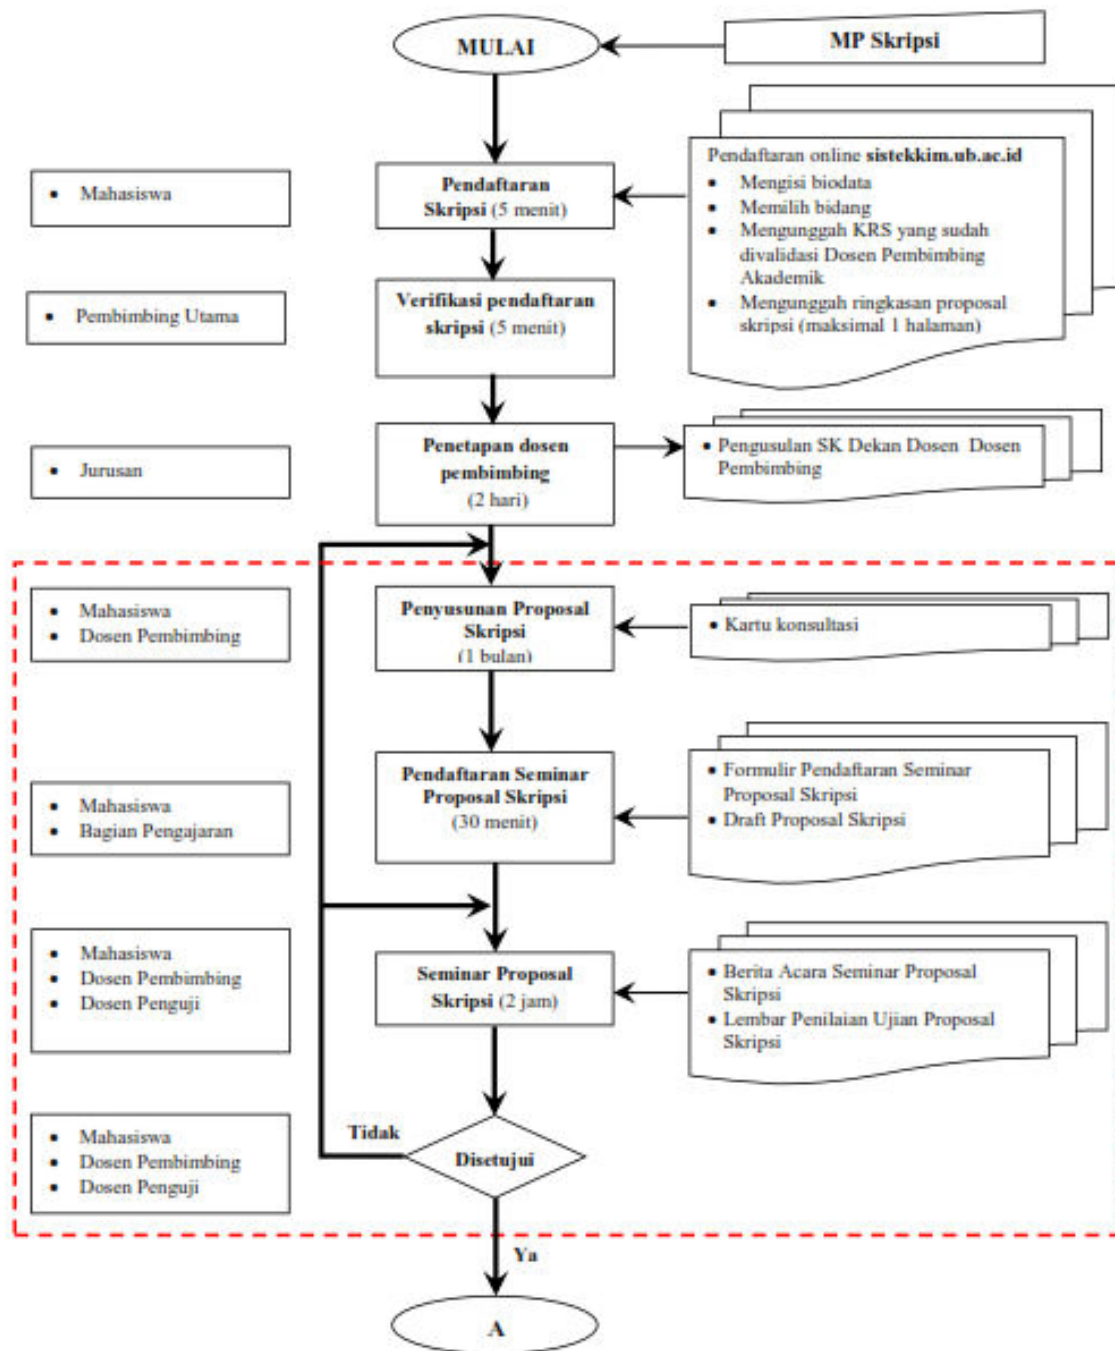 MULAI
MP Skripsi
• Mahasiswa
Pendaftaran
Skripsi (5 menit)
Pendaftaran online sistekkim.ub.ac.id
• Mengisi biodata
• Memilih bidang
• Mengunggah KRS yang sudah
divalidasi Dosen Pembimbing
Akademik
• Mengunggah ringkasan proposal
skripsi (maksimal 1 halaman)
• Pembimbing Utama
Verifikasi pendaftaran
skripsi (5 menit)
• Jurusan
Penetapan dosen
pembimbing
(2 hari)
• Pengusulan SK Dekan Dosen Dosen
Pembimbing
• Mahasiswa
• Dosen Pembimbing
Penyusunan Proposal
Skripsi
(1 bulan)
• Kartu konsultasi
• Mahasiswa
• Bagian Pengajaran
Pendaftaran Seminar
Proposal Skripsi
(30 menit)
• Formulir Pendaftaran Seminar
Proposal Skripsi
• Draft Proposal Skripsi
• Mahasiswa
• Dosen Pembimbing
• Dosen Penguji
Seminar Proposal
Skripsi (2 jam)
• Berita Acara Seminar Proposal
Skripsi
• Lembar Penilaian Ujian Proposal
Skripsi
• Mahasiswa
• Dosen Pembimbing
• Dosen Penguji
Tidak
Disetujui
Ya
A